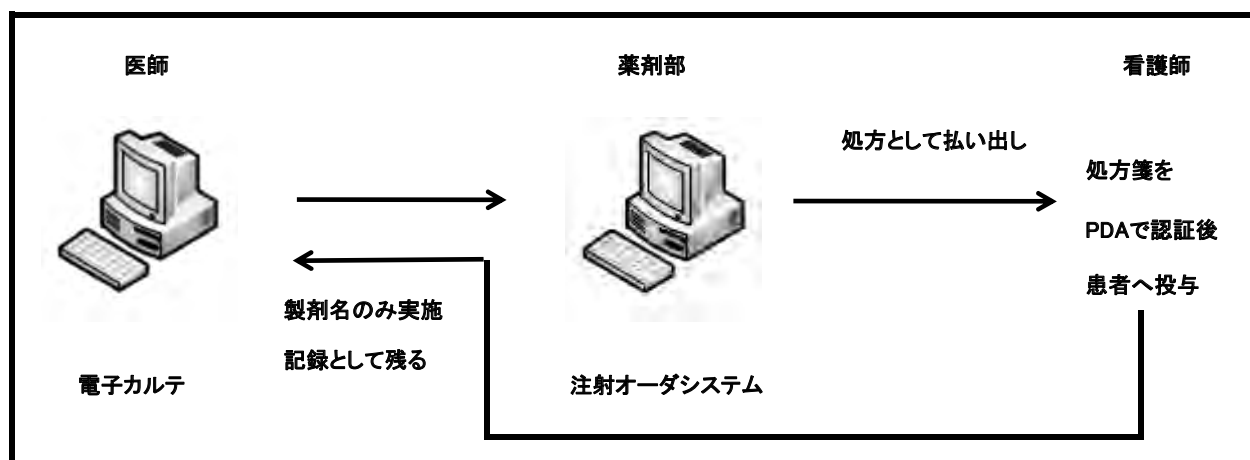 医師
薬剤部
看護師
処方として払い出し
処方箋を
PDAで認証後
患者へ投与
製剤名のみ実施
記録として残る
電子カルテ
注射オーダシステム